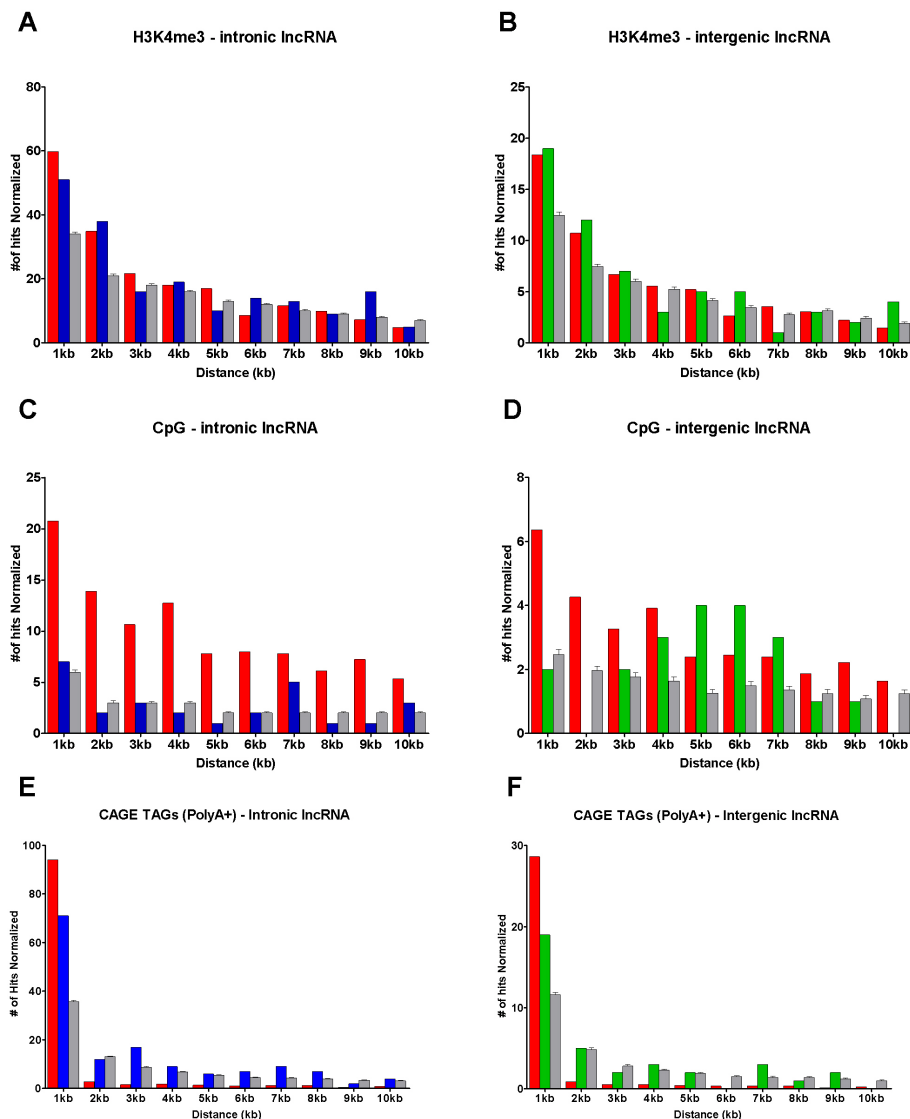 A
H3K4me3 - intronic lncRNA
#of hits Normalized
80
60
40
20
0
1kb 2kb 3kb 4kb 5kb 6kb 7kb 8kb 9kb 10kb
Distance (kb)
B
H3K4me3 - intergenic lncRNA
#of hits Normalized
25
20
15
10
5
0
1kb 2kb 3kb 4kb 5kb 6kb 7kb 8kb 9kb 10kb
Distance (kb)
C
CpG - intronic lncRNA
#of hits Normalized
25
20
15
10
5
0
1kb 2kb 3kb 4kb 5kb 6kb 7kb 8kb 9kb 10kb
Distance (kb)
D
CpG - intergenic lncRNA
#of hits Normalized
8
6
4
2
0
1kb 2kb 3kb 4kb 5kb 6kb 7kb 8kb 9kb 10kb
Distance (kb)
E
CAGE TAGs (PolyA+) - Intronic lncRNA
# of Hits Normalized
100
80
60
40
20
0
1kb 2kb 3kb 4kb 5kb 6kb 7kb 8kb 9kb 10kb
Distance (kb)
F
CAGE TAGs (PolyA+) - Intergenic lncRNA
# of hits Normalized
30
20
10
0
1kb 2kb 3kb 4kb 5kb 6kb 7kb 8kb 9kb 10kb
Distance (kb)